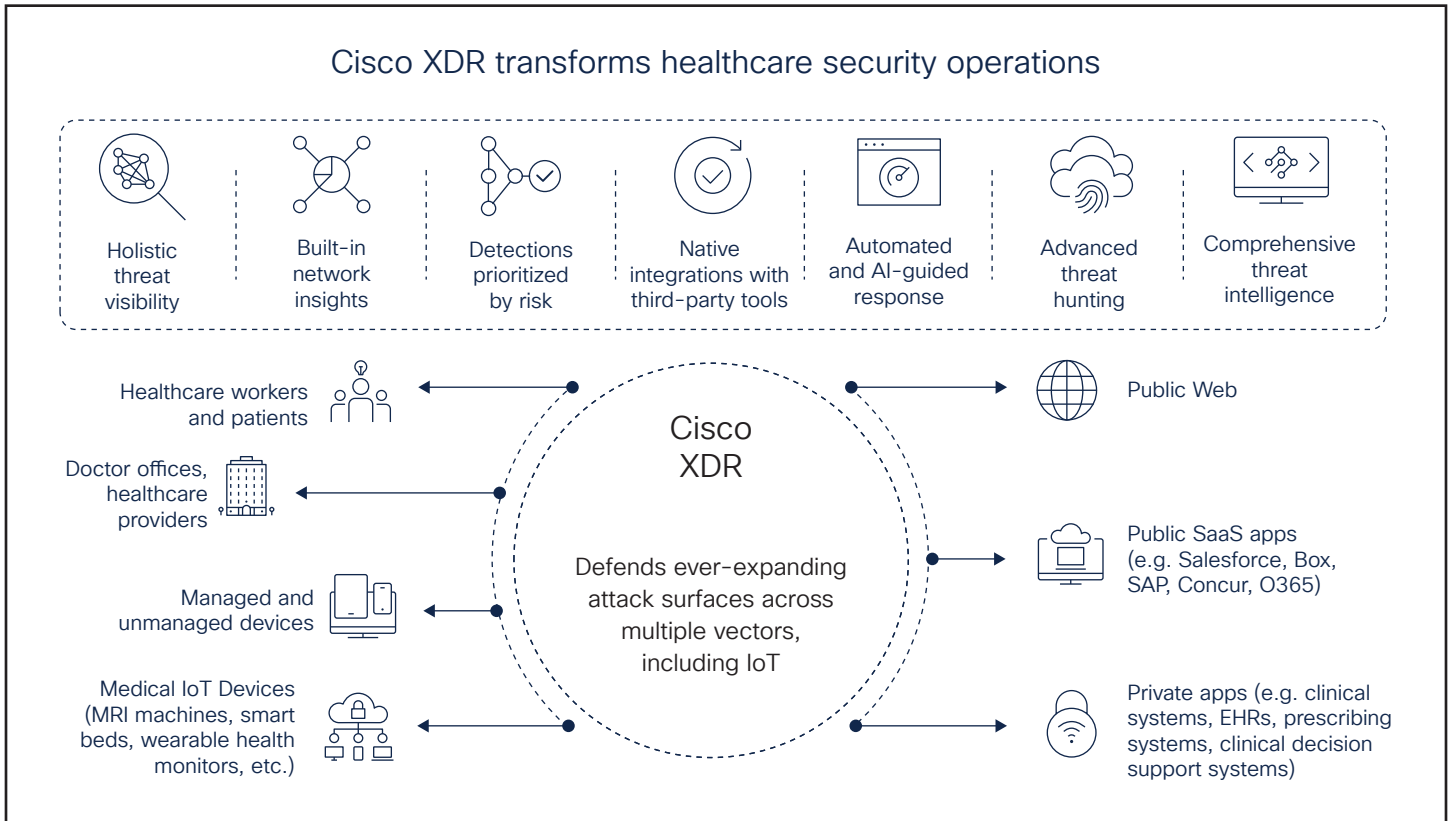 Cisco XDR transforms healthcare security operations
Holistic
threat
visibility
Built-in
network
insights
Detections
prioritized
by risk
Native
integrations with
third-party tools
Automated
and AI-guided
response
Advanced
threat
hunting
Comprehensive
threat
intelligence
Healthcare workers
and patients
Doctor offices,
healthcare
providers
Managed and
unmanaged devices
Medical IoT Devices
(MRI machines, smart
beds, wearable health
monitors, etc.)
Cisco
XDR
Defends ever-expanding
attack surfaces across
multiple vectors,
including IoT
Public Web
Public SaaS apps
(e.g. Salesforce, Box,
SAP, Concur, O365)
Private apps (e.g. clinical
systems, EHRs, prescribing
systems, clinical decision
support systems)